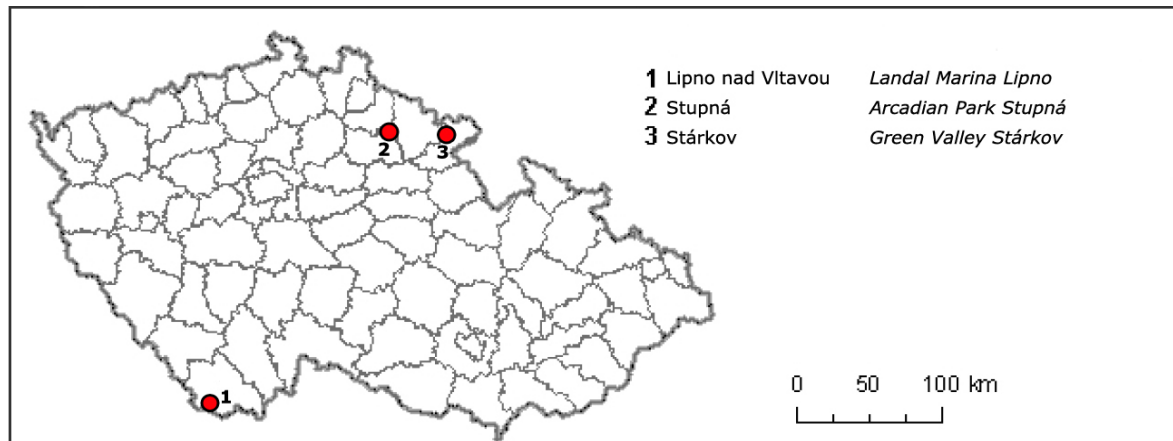 1 Lipno nad Vltavou Landal Marina Lipno
2 Stupná Arcadian Park Stupná
3 Stárkov Green Valley Stárkov
2
3
1
0 50 100 km